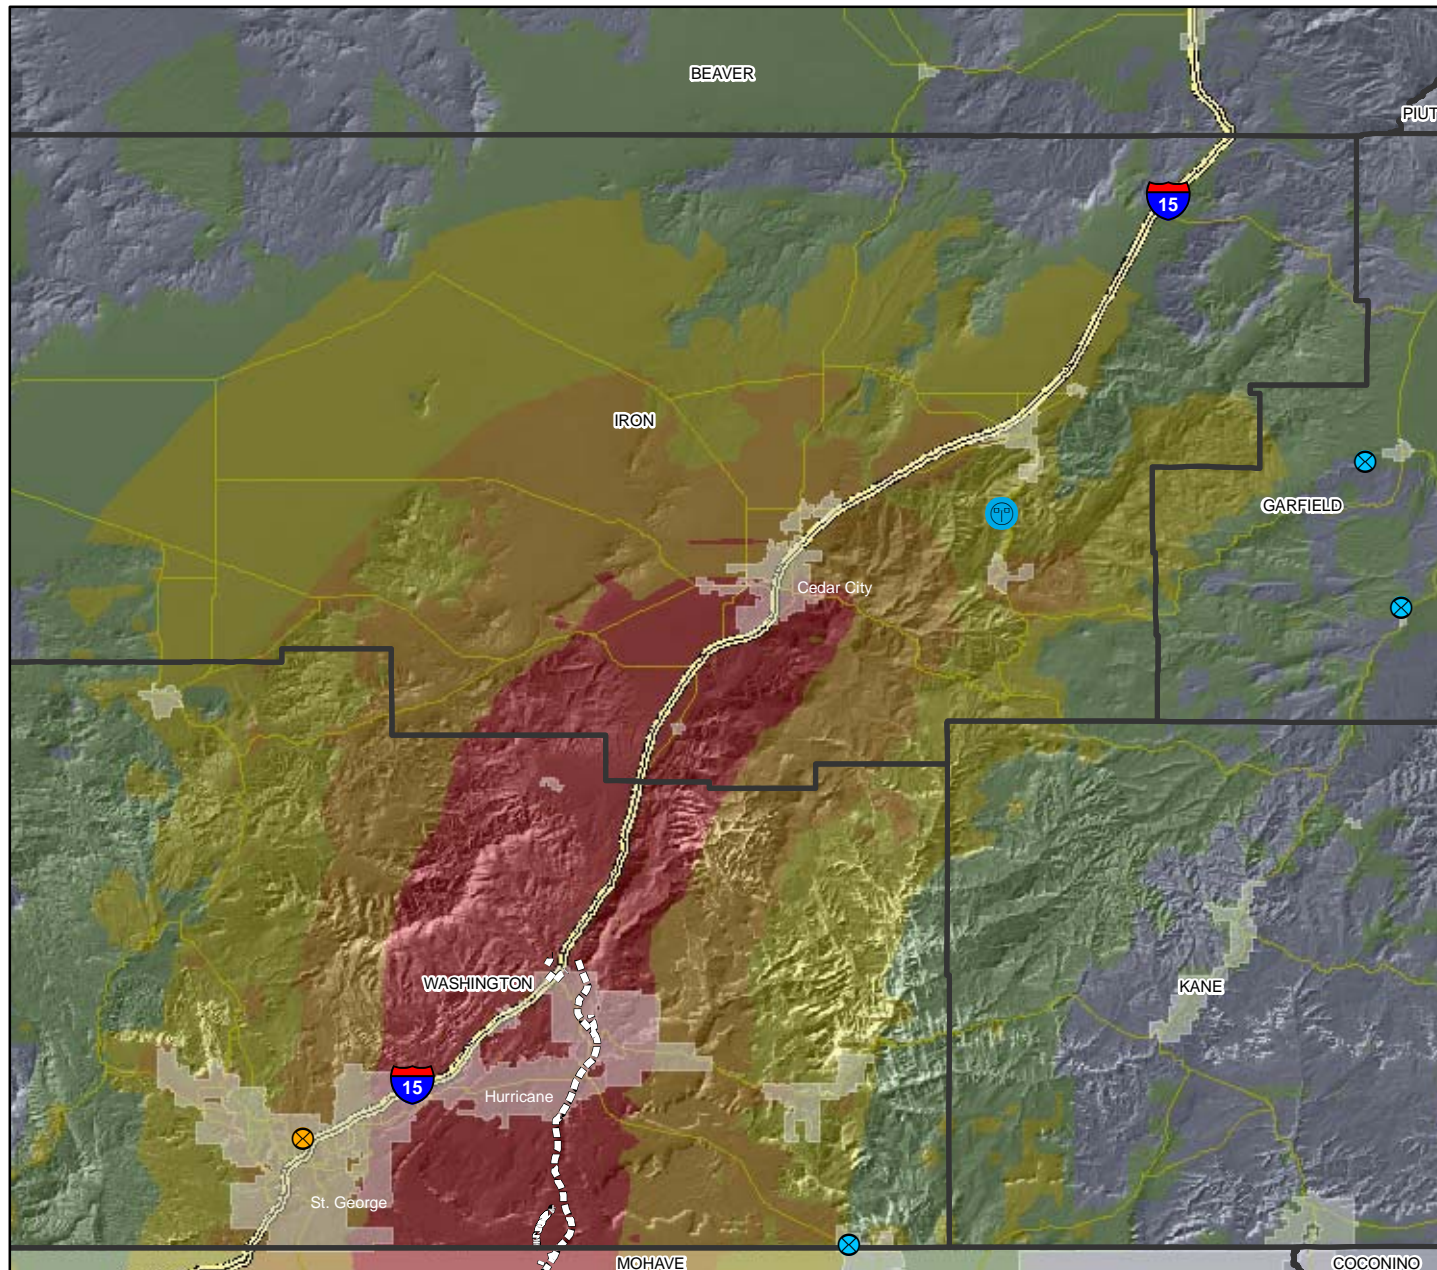 BEAVER
PIUT
15
IRON
GARFIELD
Cedar City
WASHINGTON
KANE
15
Hurricane
St. George
MOHAVE
COCONINO